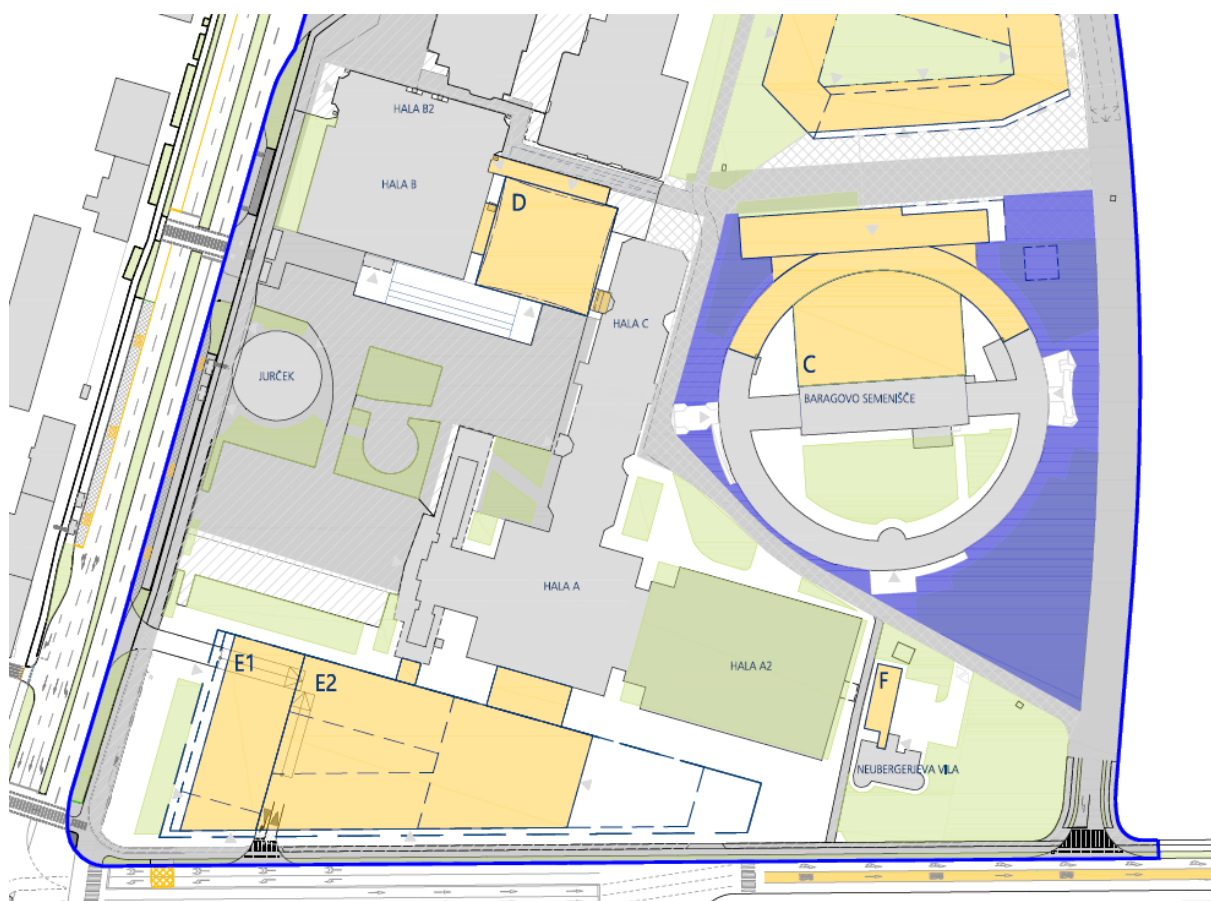 HALA B2
HALA B
D
HALA C
JURČEK
C
BARAGOVO SEMENIŠČE
HALA A
HALA A2
E1
E2
F
NEUBERGERJEVA VILA